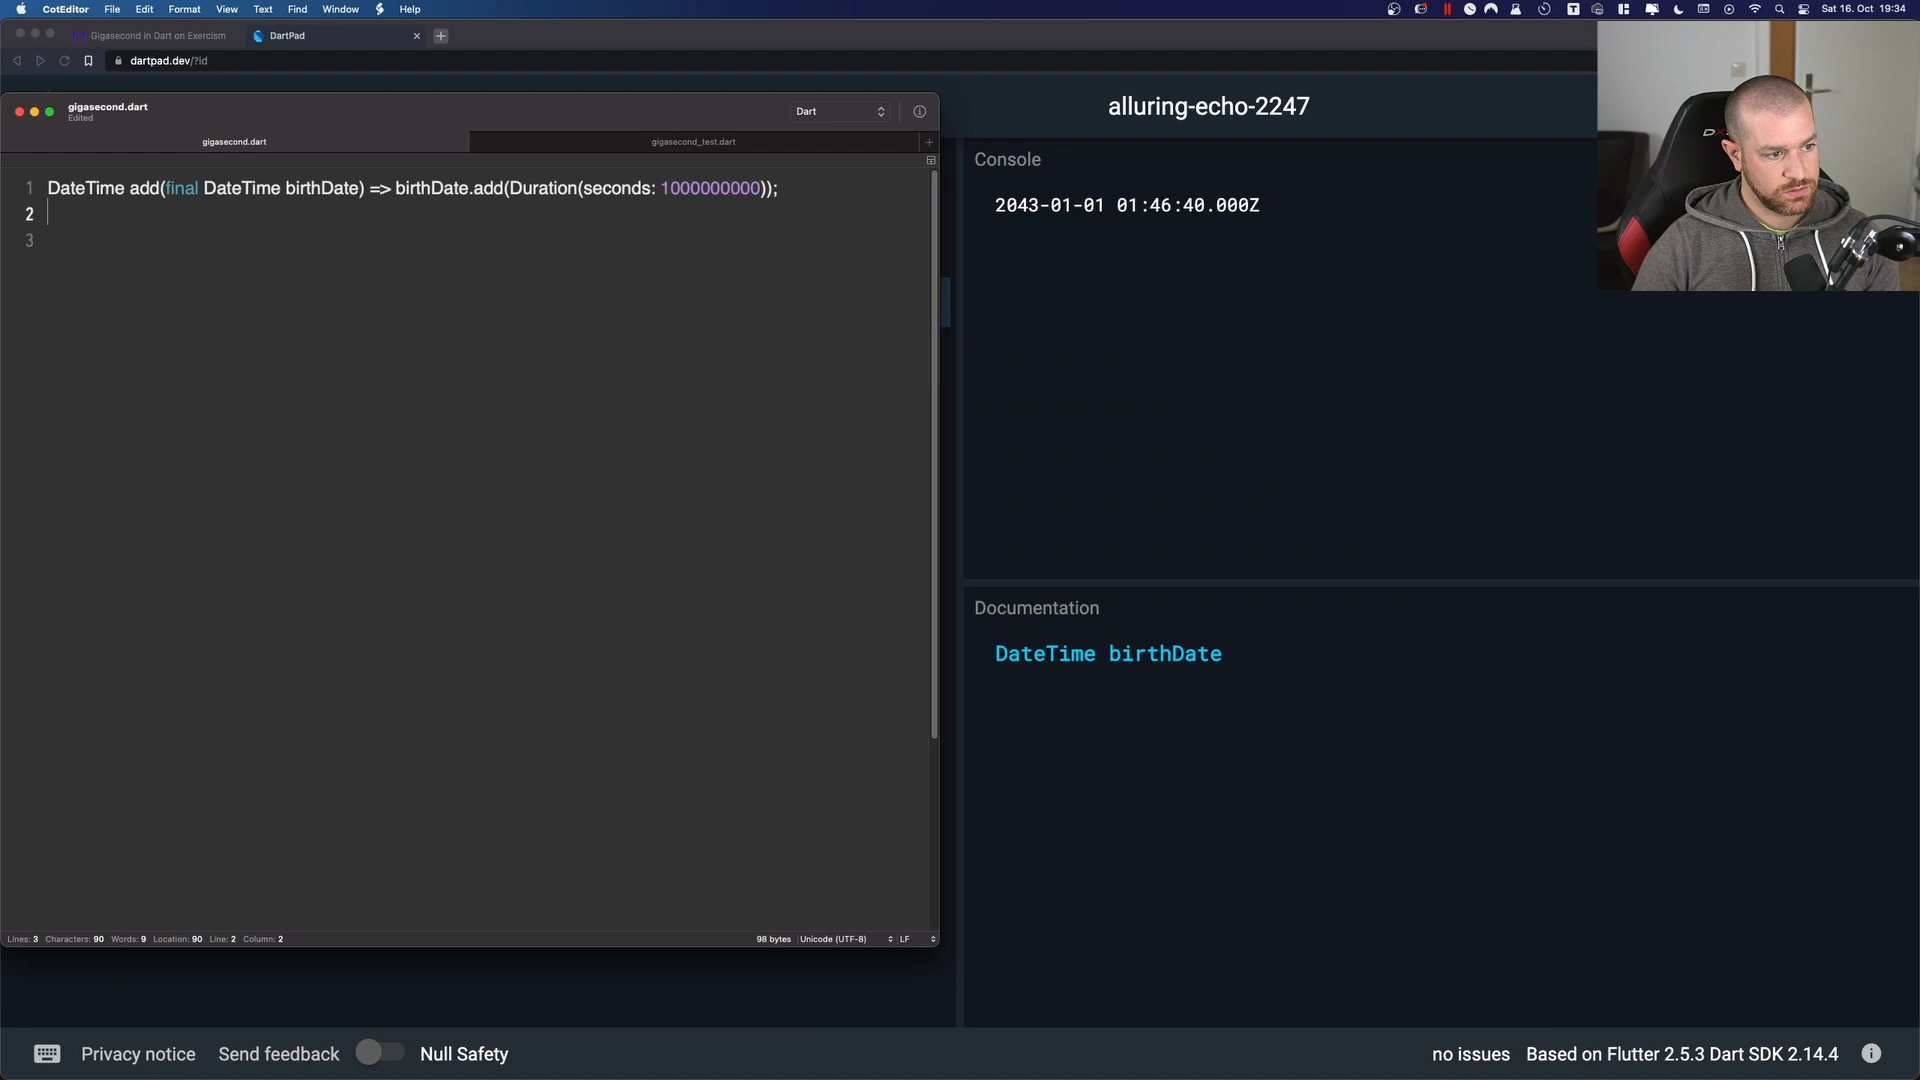 CotEditor File Edit Format View Text Find Window Help
Sat 16. Oct 19:34
Gigasecond in Dart on Exercism
DartPad
dartpad.dev/?id
gigasecond.dart
Edited
Dart
gigasecond.dart
gigasecond_test.dart
1 DateTime add(final DateTime birthDate) => birthDate.add(Duration(seconds: 1000000000));
2
3
Lines: 3 Characters: 90 Words: 9 Location: 90 Line: 2 Column: 2
98 bytes Unicode (UTF-8) LF
alluring-echo-2247
Console
2043-01-01 01:46:40.000Z
Documentation
DateTime birthDate
Privacy notice Send feedback Null Safety
no issues Based on Flutter 2.5.3 Dart SDK 2.14.4